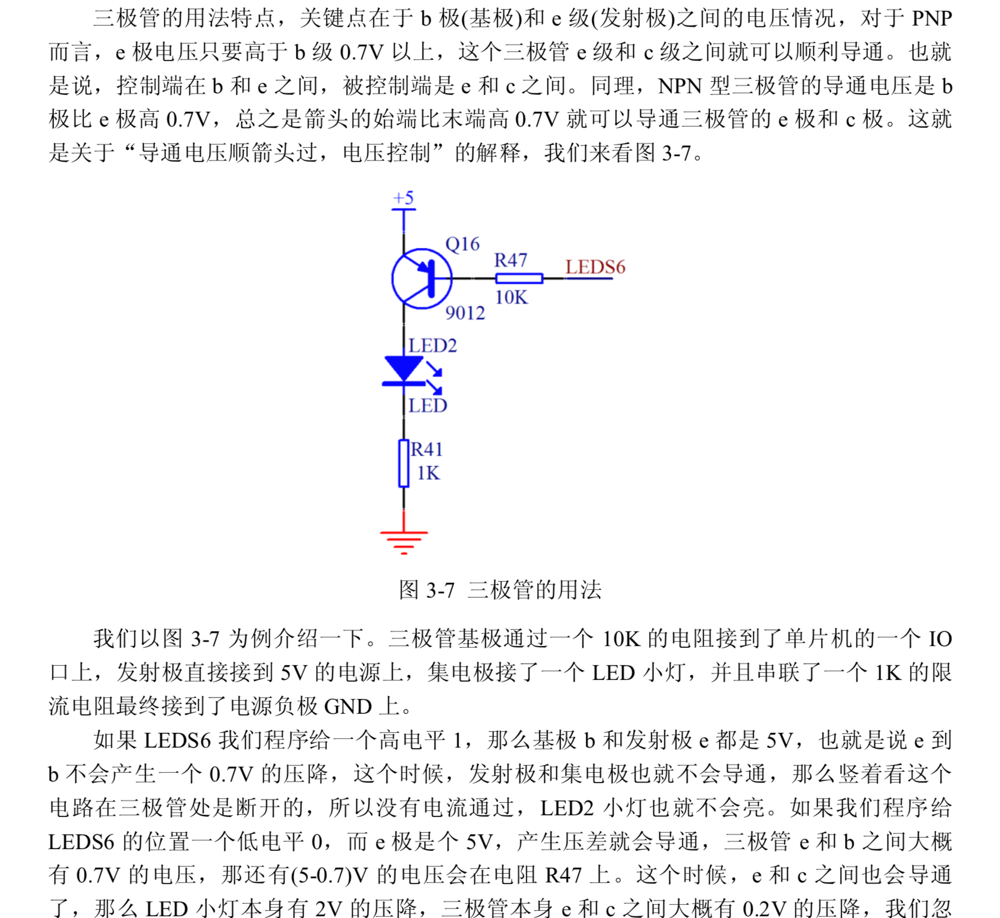 三极管的用法特点，关键点在于 b 极(基极)和 e 级(发射极)之间的电压情况，对于 PNP
而言，e 极电压只要高于 b 级 0.7V 以上，这个三极管 e 级和 c 级之间就可以顺利导通。也就
是说，控制端在 b 和 e 之间，被控制端是 e 和 c 之间。同理，NPN 型三极管的导通电压是 b
极比 e 极高 0.7V，总之是箭头的始端比末端高 0.7V 就可以导通三极管的 e 极和 c 极。这就
是关于“导通电压顺箭头过，电压控制”的解释，我们来看图 3-7。
+5
Q16
R47
LEDS6
10K
9012
LED2
LED
R41
1K
图 3-7 三极管的用法
我们以图 3-7 为例介绍一下。三极管基极通过一个 10K 的电阻接到了单片机的一个 IO
口上，发射极直接接到 5V 的电源上，集电极接了一个 LED 小灯，并且串联了一个 1K 的限
流电阻最终接到了电源负极 GND 上。
如果 LEDS6 我们程序给一个高电平 1，那么基极 b 和发射极 e 都是 5V，也就是说 e 到
b 不会产生一个 0.7V 的压降，这个时候，发射极和集电极也就不会导通，那么竖着看这个
电路在三极管处是断开的，所以没有电流通过，LED2 小灯也就不会亮。如果我们程序给
LEDS6 的位置一个低电平 0，而 e 极是个 5V，产生压差就会导通，三极管 e 和 b 之间大概
有 0.7V 的电压，那还有(5-0.7)V 的电压会在电阻 R47 上。这个时候，e 和 c 之间也会导通
了，那么 LED 小灯本身有 2V 的压降，三极管本身 e 和 c 之间大概有 0.2V 的压降，我们忽